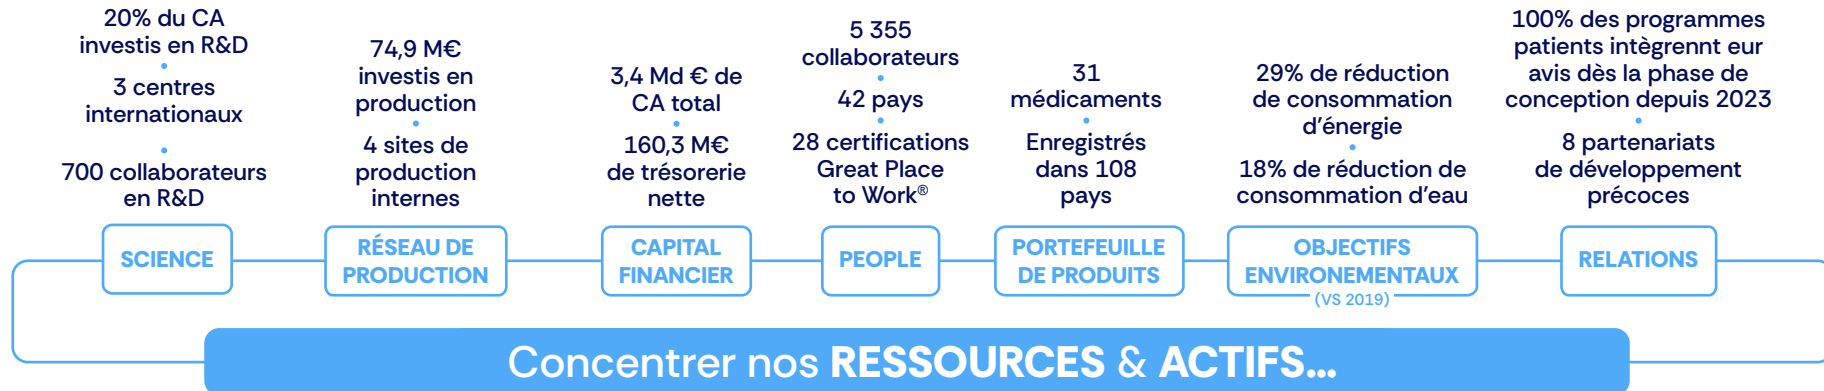 20% du CA
investis en R&D
3 centres
internationaux
700 collaborateurs
en R&D
SCIENCE
74,9 M€
investis en
production
4 sites de
production
internes
RÉSEAU DE
PRODUCTION
3,4 Md € de
CA total
160,3 M€
de trésorerie
nette
CAPITAL
FINANCIER
5 355
collaborateurs
42 pays
28 certifications
Great Place
to Work®
PEOPLE
31
médicaments
Enregistrés
dans 108
pays
PORTEFEUILLE
DE PRODUITS
29% de réduction
de consommation
d’énergie
18% de réduction de
consommation d’eau
OBJECTIFS
ENVIRONEMENTAUX
(VS 2019)
100% des programmes
patients intègrennt eur
avis dès la phase de
conception depuis 2023
8 partenariats
de développement
précoces
RELATIONS
Concentrer nos RESSOURCES & ACTIFS...